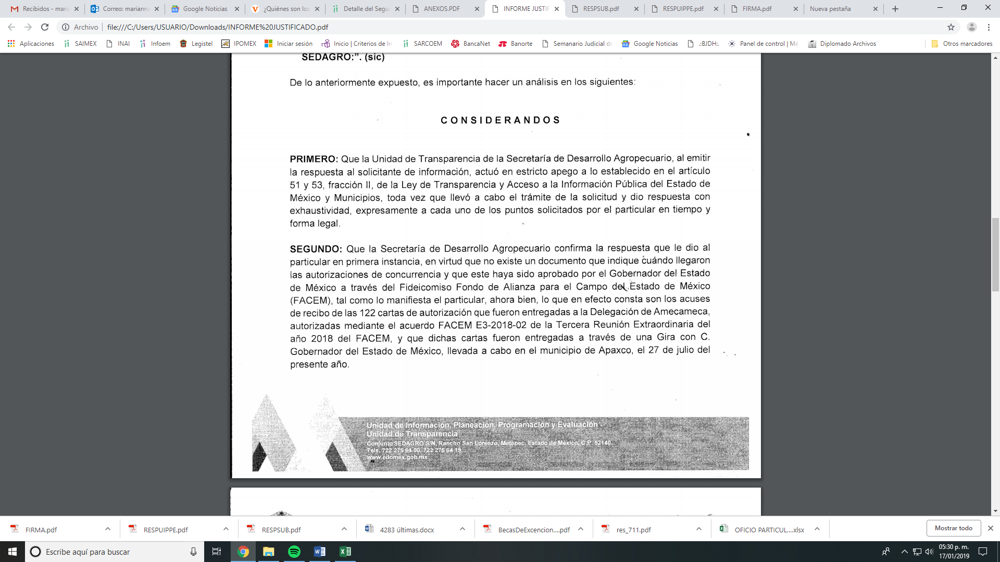 Recibidos - maria
Correo: marianna
Google Noticias
¿Quiénes son los
Detalle del Segui
ANEXOS.PDF
INFORME JUSTIF
RESPSUB.pdf
RESPUIPPE.pdf
FIRMA.pdf
Nueva pestaña
Archivo
file:///C:/Users/USUARIO/Downloads/INFORME%20JUSTIFICADO.pdf
Aplicaciones
SAIMEX
INAI
Infoem
Legistel
IPOMEX
Iniciar sesión
Inicio | Criterios de In
SARCOEM
BancaNet
Banorte
Semanario Judicial de
Google Noticias
.:BJDH:.
Panel de control | Mé
Diplomado Archivos
Otros marcadores
SEDAGRO:”. (sic)
De lo anteriormente expuesto, es importante hacer un análisis en los siguientes:
C O N S I D E R A N D O S
PRIMERO: Que la Unidad de Transparencia de la Secretaría de Desarrollo Agropecuario, al emitir
la respuesta al solicitante de información, actuó en estricto apego a lo establecido en el artículo
51 y 53, fracción II, de la Ley de Transparencia y Acceso a la Información Pública del Estado de
México y Municipios, toda vez que llevó a cabo el trámite de la solicitud y dio respuesta con
exhaustividad, expresamente a cada uno de los puntos solicitados por el particular en tiempo y
forma legal.
SEGUNDO: Que la Secretaría de Desarrollo Agropecuario confirma la respuesta que le dio al
particular en primera instancia, en virtud que no existe un documento que indique cuándo llegaron
las autorizaciones de concurrencia y que este haya sido aprobado por el Gobernador del Estado
de México a través del Fideicomiso Fondo de Alianza para el Campo del Estado de México
(FACEM), tal como lo manifiesta el particular, ahora bien, lo que en efecto consta son los acuses
de recibo de las 122 cartas de autorización que fueron entregadas a la Delegación de Amecameca,
autorizadas mediante el acuerdo FACEM E3-2018-02 de la Tercera Reunión Extraordinaria del
año 2018 del FACEM, y que dichas cartas fueron entregadas a través de una Gira con C.
Gobernador del Estado de México, llevada a cabo en el municipio de Apaxco, el 27 de julio del
presente año.
Unidad de Información, Planeación, Programación y Evaluación
Unidad de Transparencia
Conjunto SEDAGRO S/N, Rancho San Lorenzo, Metepec, Estado de México, C.P. 52140.
Tels. 722 275 64 00, 722 275 64 19.
www.edomex.gob.mx
FIRMA.pdf
RESPUIPPE.pdf
RESPSUB.pdf
4283 últimas.docx
BecasDeExcencion....pdf
res_711.pdf
OFICIO PARTICUL....xlsx
Mostrar todo
Escribe aquí para buscar
05:30 p. m.
17/01/2019